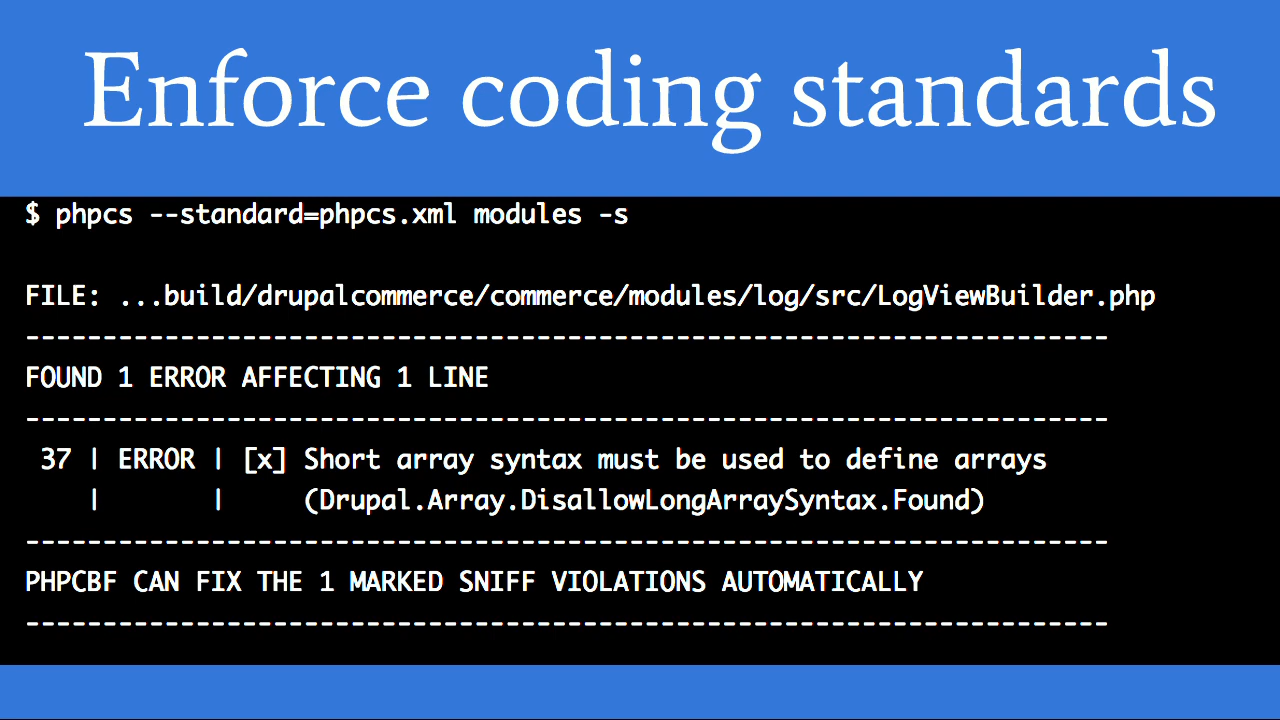 Enforce coding standards
$ phpcs --standard=phpcs.xml modules -s
FILE: ...build/drupalcommerce/commerce/modules/log/src/LogViewBuilder.php
----------------------------------------------------------------------
FOUND 1 ERROR AFFECTING 1 LINE
----------------------------------------------------------------------
 37 | ERROR | [x] Short array syntax must be used to define arrays
    |       |     (Drupal.Array.DisallowLongArraySyntax.Found)
----------------------------------------------------------------------
PHPCBF CAN FIX THE 1 MARKED SNIFF VIOLATIONS AUTOMATICALLY
----------------------------------------------------------------------